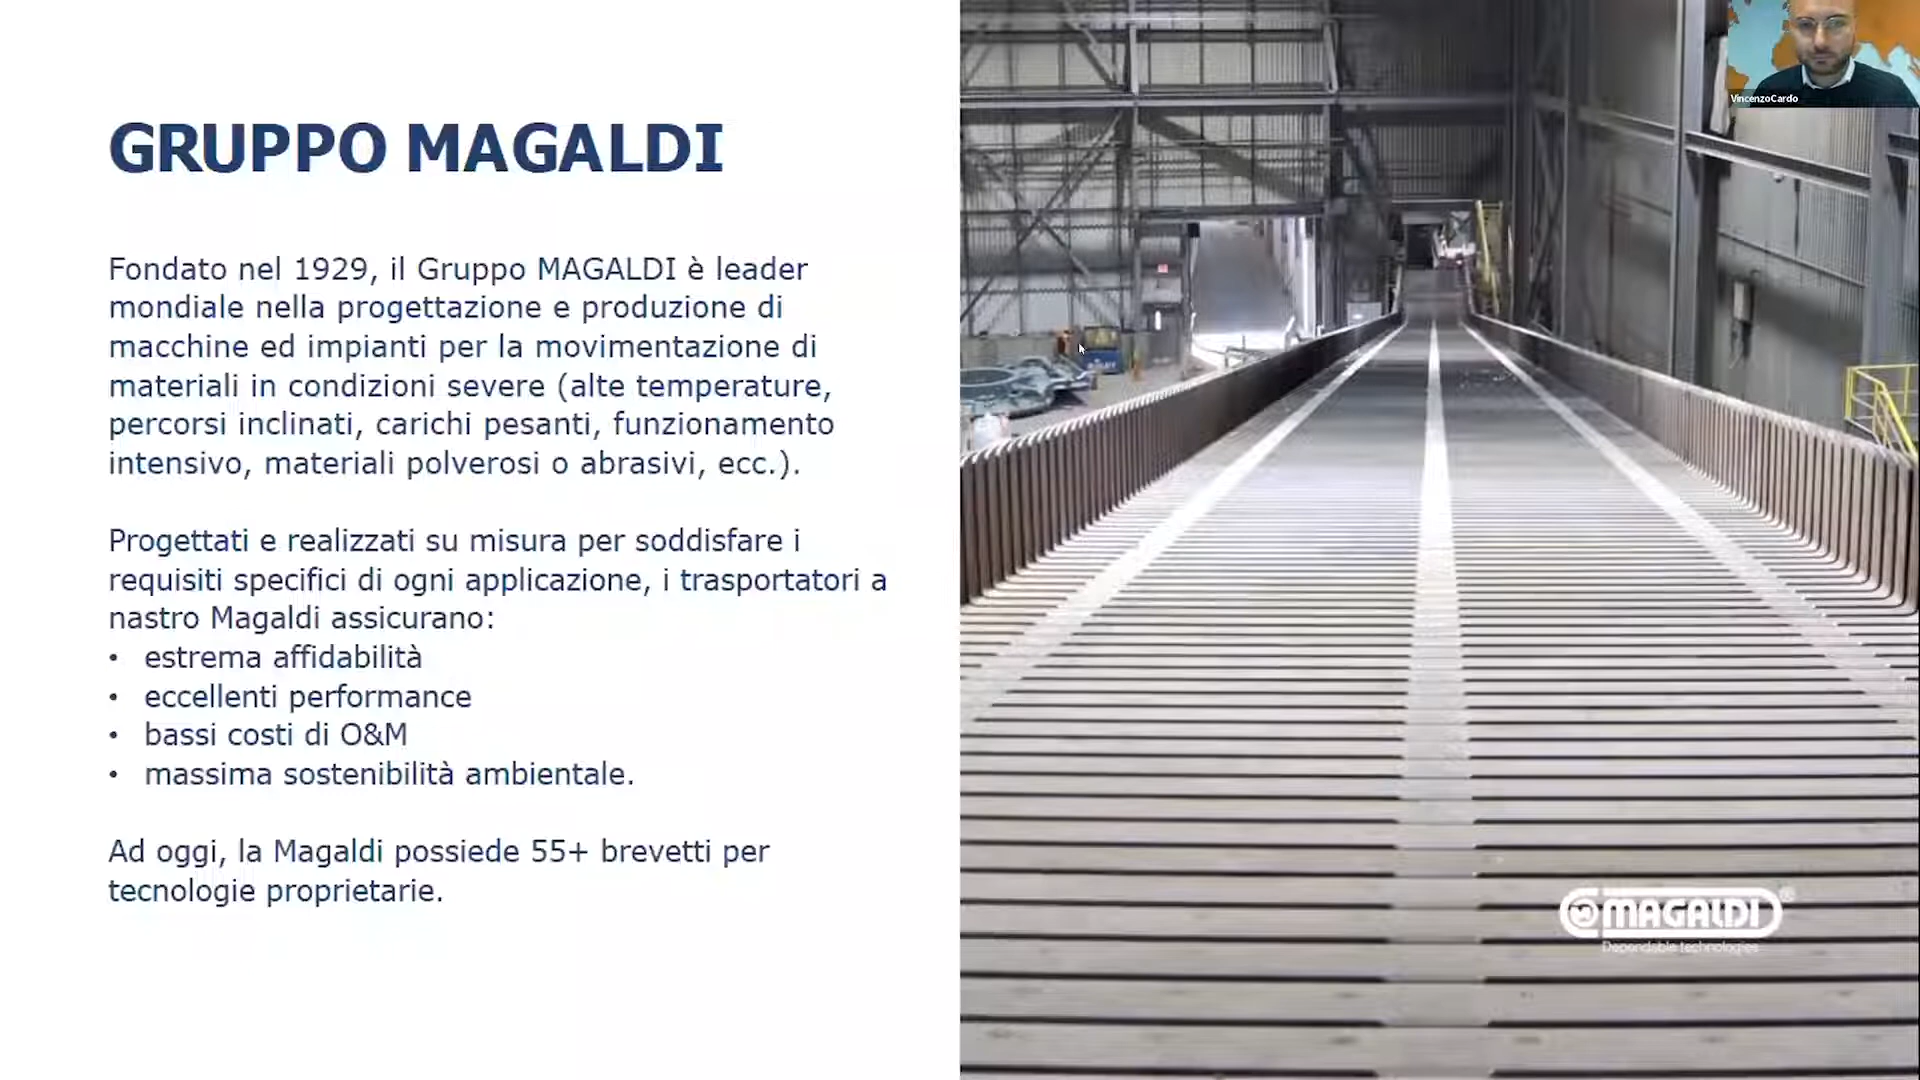 VincenzoCardo
GRUPPO MAGALDI
Fondato nel 1929, il Gruppo MAGALDI è leader
mondiale nella progettazione e produzione di
macchine ed impianti per la movimentazione di
materiali in condizioni severe (alte temperature,
percorsi inclinati, carichi pesanti, funzionamento
intensivo, materiali polverosi o abrasivi, ecc.).
Progettati e realizzati su misura per soddisfare i
requisiti specifici di ogni applicazione, i trasportatori a
nastro Magaldi assicurano:
• estrema affidabilità
• eccellenti performance
• bassi costi di O&M
• massima sostenibilità ambientale.
Ad oggi, la Magaldi possiede 55+ brevetti per
tecnologie proprietarie.
MAGALDI®
Dependable technologies